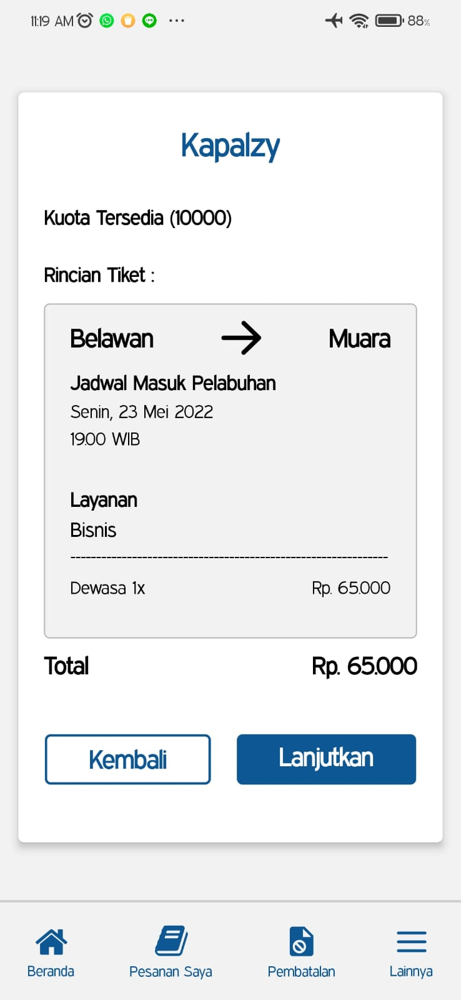 11:19 AM
88%
Kapalzy
Kuota Tersedia (10000)
Rincian Tiket :
Belawan → Muara
Jadwal Masuk Pelabuhan
Senin, 23 Mei 2022
19.00 WIB
Layanan
Bisnis
Dewasa 1x Rp. 65.000
Total Rp. 65.000
Kembali Lanjutkan
Beranda Pesanan Saya Pembatalan Lainnya